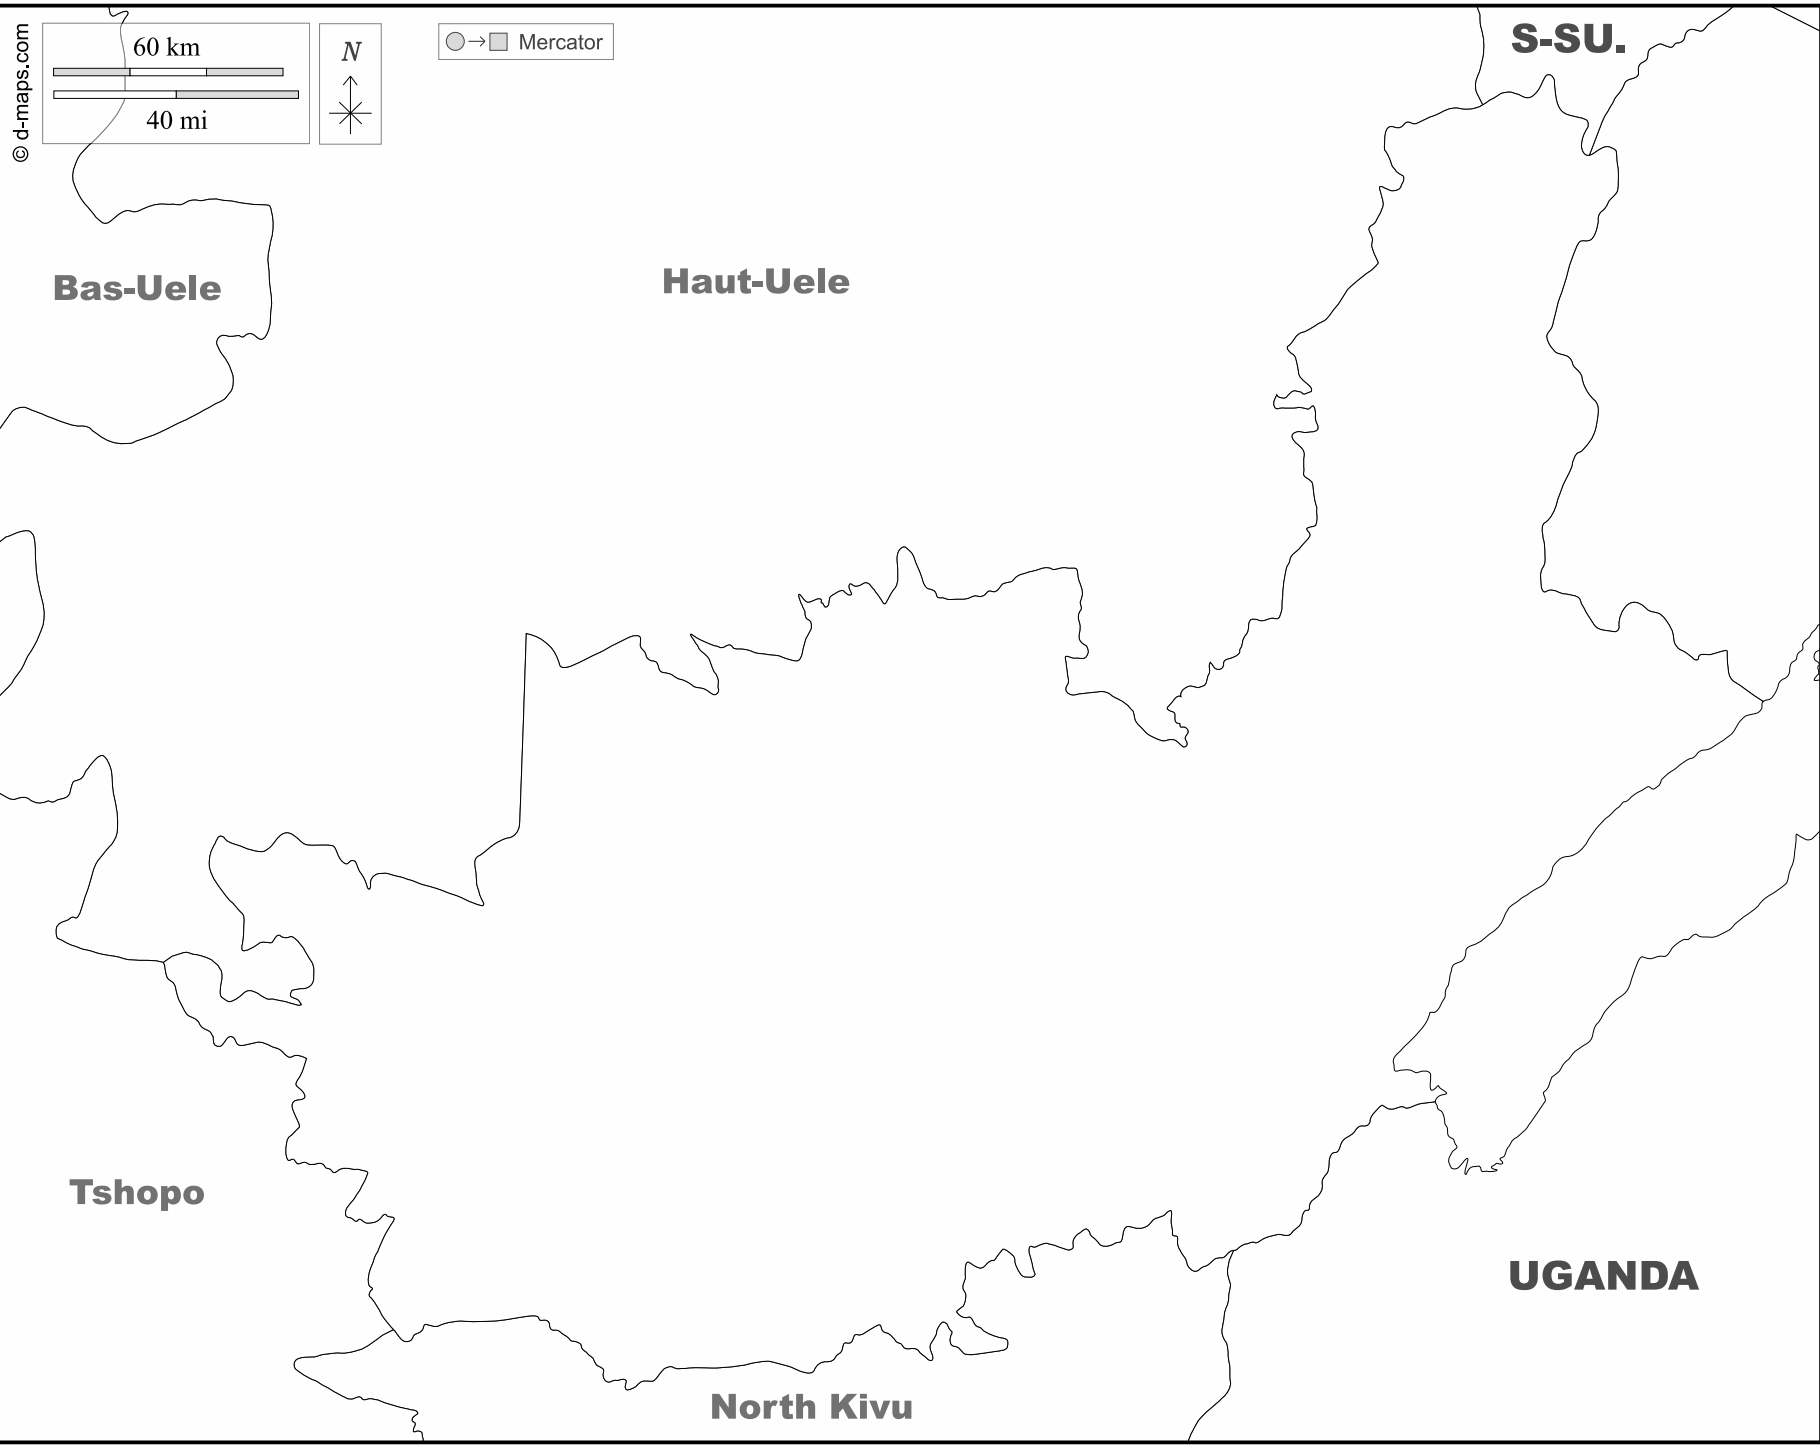 © d-maps.com
60 km
40 mi
N
Mercator
S-SU.
Bas-Uele
Haut-Uele
Tshopo
UGANDA
North Kivu